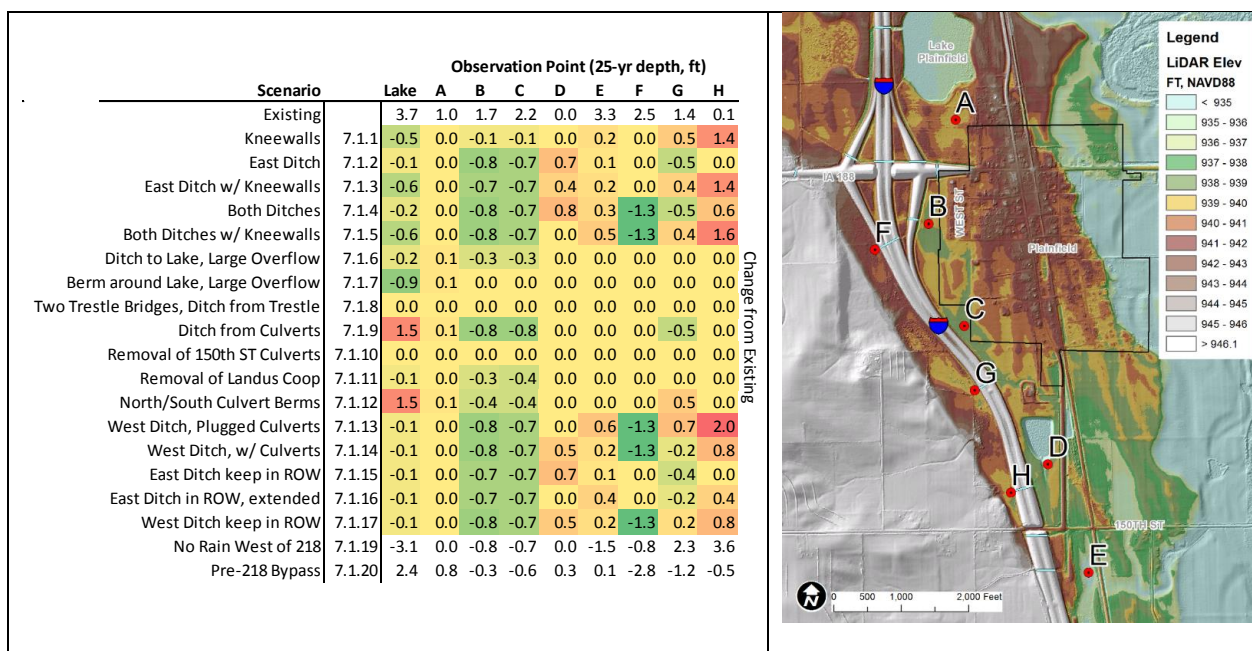 Observation Point (25-yr depth, ft)
Scenario Lake A B C D E F G H
Existing 3.7 1.0 1.7 2.2 0.0 3.3 2.5 1.4 0.1
Kneewalls 7.1.1 -0.5 0.0 -0.1 -0.1 0.0 0.2 0.0 0.5 1.4
East Ditch 7.1.2 -0.1 0.0 -0.8 -0.7 0.7 0.1 0.0 -0.5 0.0
East Ditch w/ Kneewalls 7.1.3 -0.6 0.0 -0.7 -0.7 0.4 0.2 0.0 0.4 1.4
Both Ditches 7.1.4 -0.2 0.0 -0.8 -0.7 0.8 0.3 -1.3 -0.5 0.6
Both Ditches w/ Kneewalls 7.1.5 -0.6 0.0 -0.8 -0.7 0.0 0.5 -1.3 0.4 1.6
Ditch to Lake, Large Overflow 7.1.6 -0.2 0.1 -0.3 -0.3 0.0 0.0 0.0 0.0 0.0
Berm around Lake, Large Overflow 7.1.7 -0.9 0.1 0.0 0.0 0.0 0.0 0.0 0.0 0.0
Two Trestle Bridges, Ditch from Trestle 7.1.8 0.0 0.0 0.0 0.0 0.0 0.0 0.0 0.0 0.0
Ditch from Culverts 7.1.9 1.5 0.1 -0.8 -0.8 0.0 0.0 0.0 -0.5 0.0
Removal of 150th ST Culverts 7.1.10 0.0 0.0 0.0 0.0 0.0 0.0 0.0 0.0 0.0
Removal of Landus Coop 7.1.11 -0.1 0.0 -0.3 -0.4 0.0 0.0 0.0 0.0 0.0
North/South Culvert Berms 7.1.12 1.5 0.1 -0.4 -0.4 0.0 0.0 0.0 0.5 0.0
West Ditch, Plugged Culverts 7.1.13 -0.1 0.0 -0.8 -0.7 0.0 0.6 -1.3 0.7 2.0
West Ditch, w/ Culverts 7.1.14 -0.1 0.0 -0.8 -0.7 0.5 0.2 -1.3 -0.2 0.8
East Ditch keep in ROW 7.1.15 -0.1 0.0 -0.7 -0.7 0.7 0.1 0.0 -0.4 0.0
East Ditch in ROW, extended 7.1.16 -0.1 0.0 -0.7 -0.7 0.0 0.4 0.0 -0.2 0.4
West Ditch keep in ROW 7.1.17 -0.1 0.0 -0.8 -0.7 0.5 0.2 -1.3 0.2 0.8
No Rain West of 218 7.1.19 -3.1 0.0 -0.8 -0.7 0.0 -1.5 -0.8 2.3 3.6
Pre-218 Bypass 7.1.20 2.4 0.8 -0.3 -0.6 0.3 0.1 -2.8 -1.2 -0.5
Change from Existing
Lake
Plainfield
A
IA 188
WEST ST
B
F
Plainfield
C
G
D
H
150TH ST
E
N
0 500 1,000 2,000 Feet
Legend
LiDAR Elev
FT, NAVD88
< 935
935 - 936
936 - 937
937 - 938
938 - 939
939 - 940
940 - 941
941 - 942
942 - 943
943 - 944
944 - 945
945 - 946
> 946.1